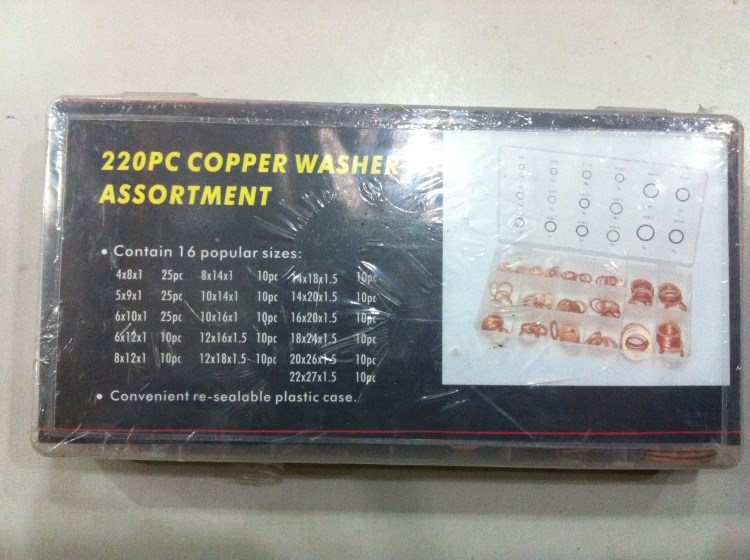 220PC COPPER WASHER
ASSORTMENT
• Contain 16 popular sizes:
4x8x1 25pc 8x14x1 10pc 14x18x1.5 10pc
5x9x1 25pc 10x14x1 10pc 14x20x1.5 10pc
6x10x1 25pc 10x16x1 10pc 16x20x1.5 10pc
6x12x1 10pc 12x16x1.5 10pc 18x24x1.5 10pc
8x12x1 10pc 12x18x1.5 10pc 20x26x1.5 10pc
22x27x1.5 10pc
• Convenient re-sealable plastic case.